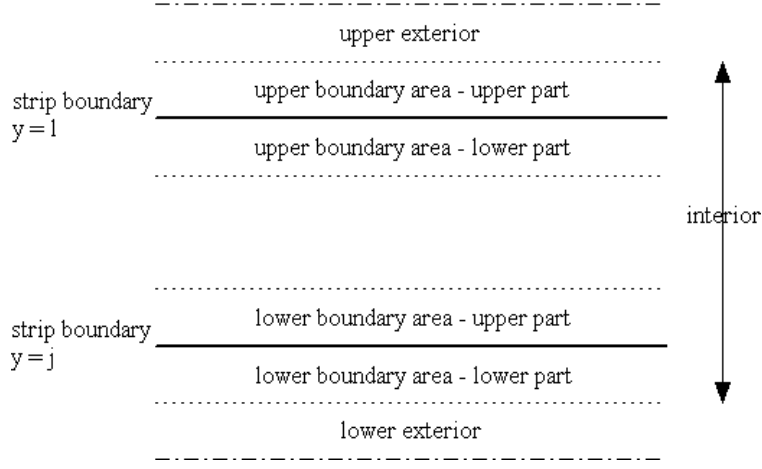 upper exterior
upper boundary area - upper part
strip boundary
y = l
upper boundary area - lower part
interior
lower boundary area - upper part
strip boundary
y = j
lower boundary area - lower part
lower exterior